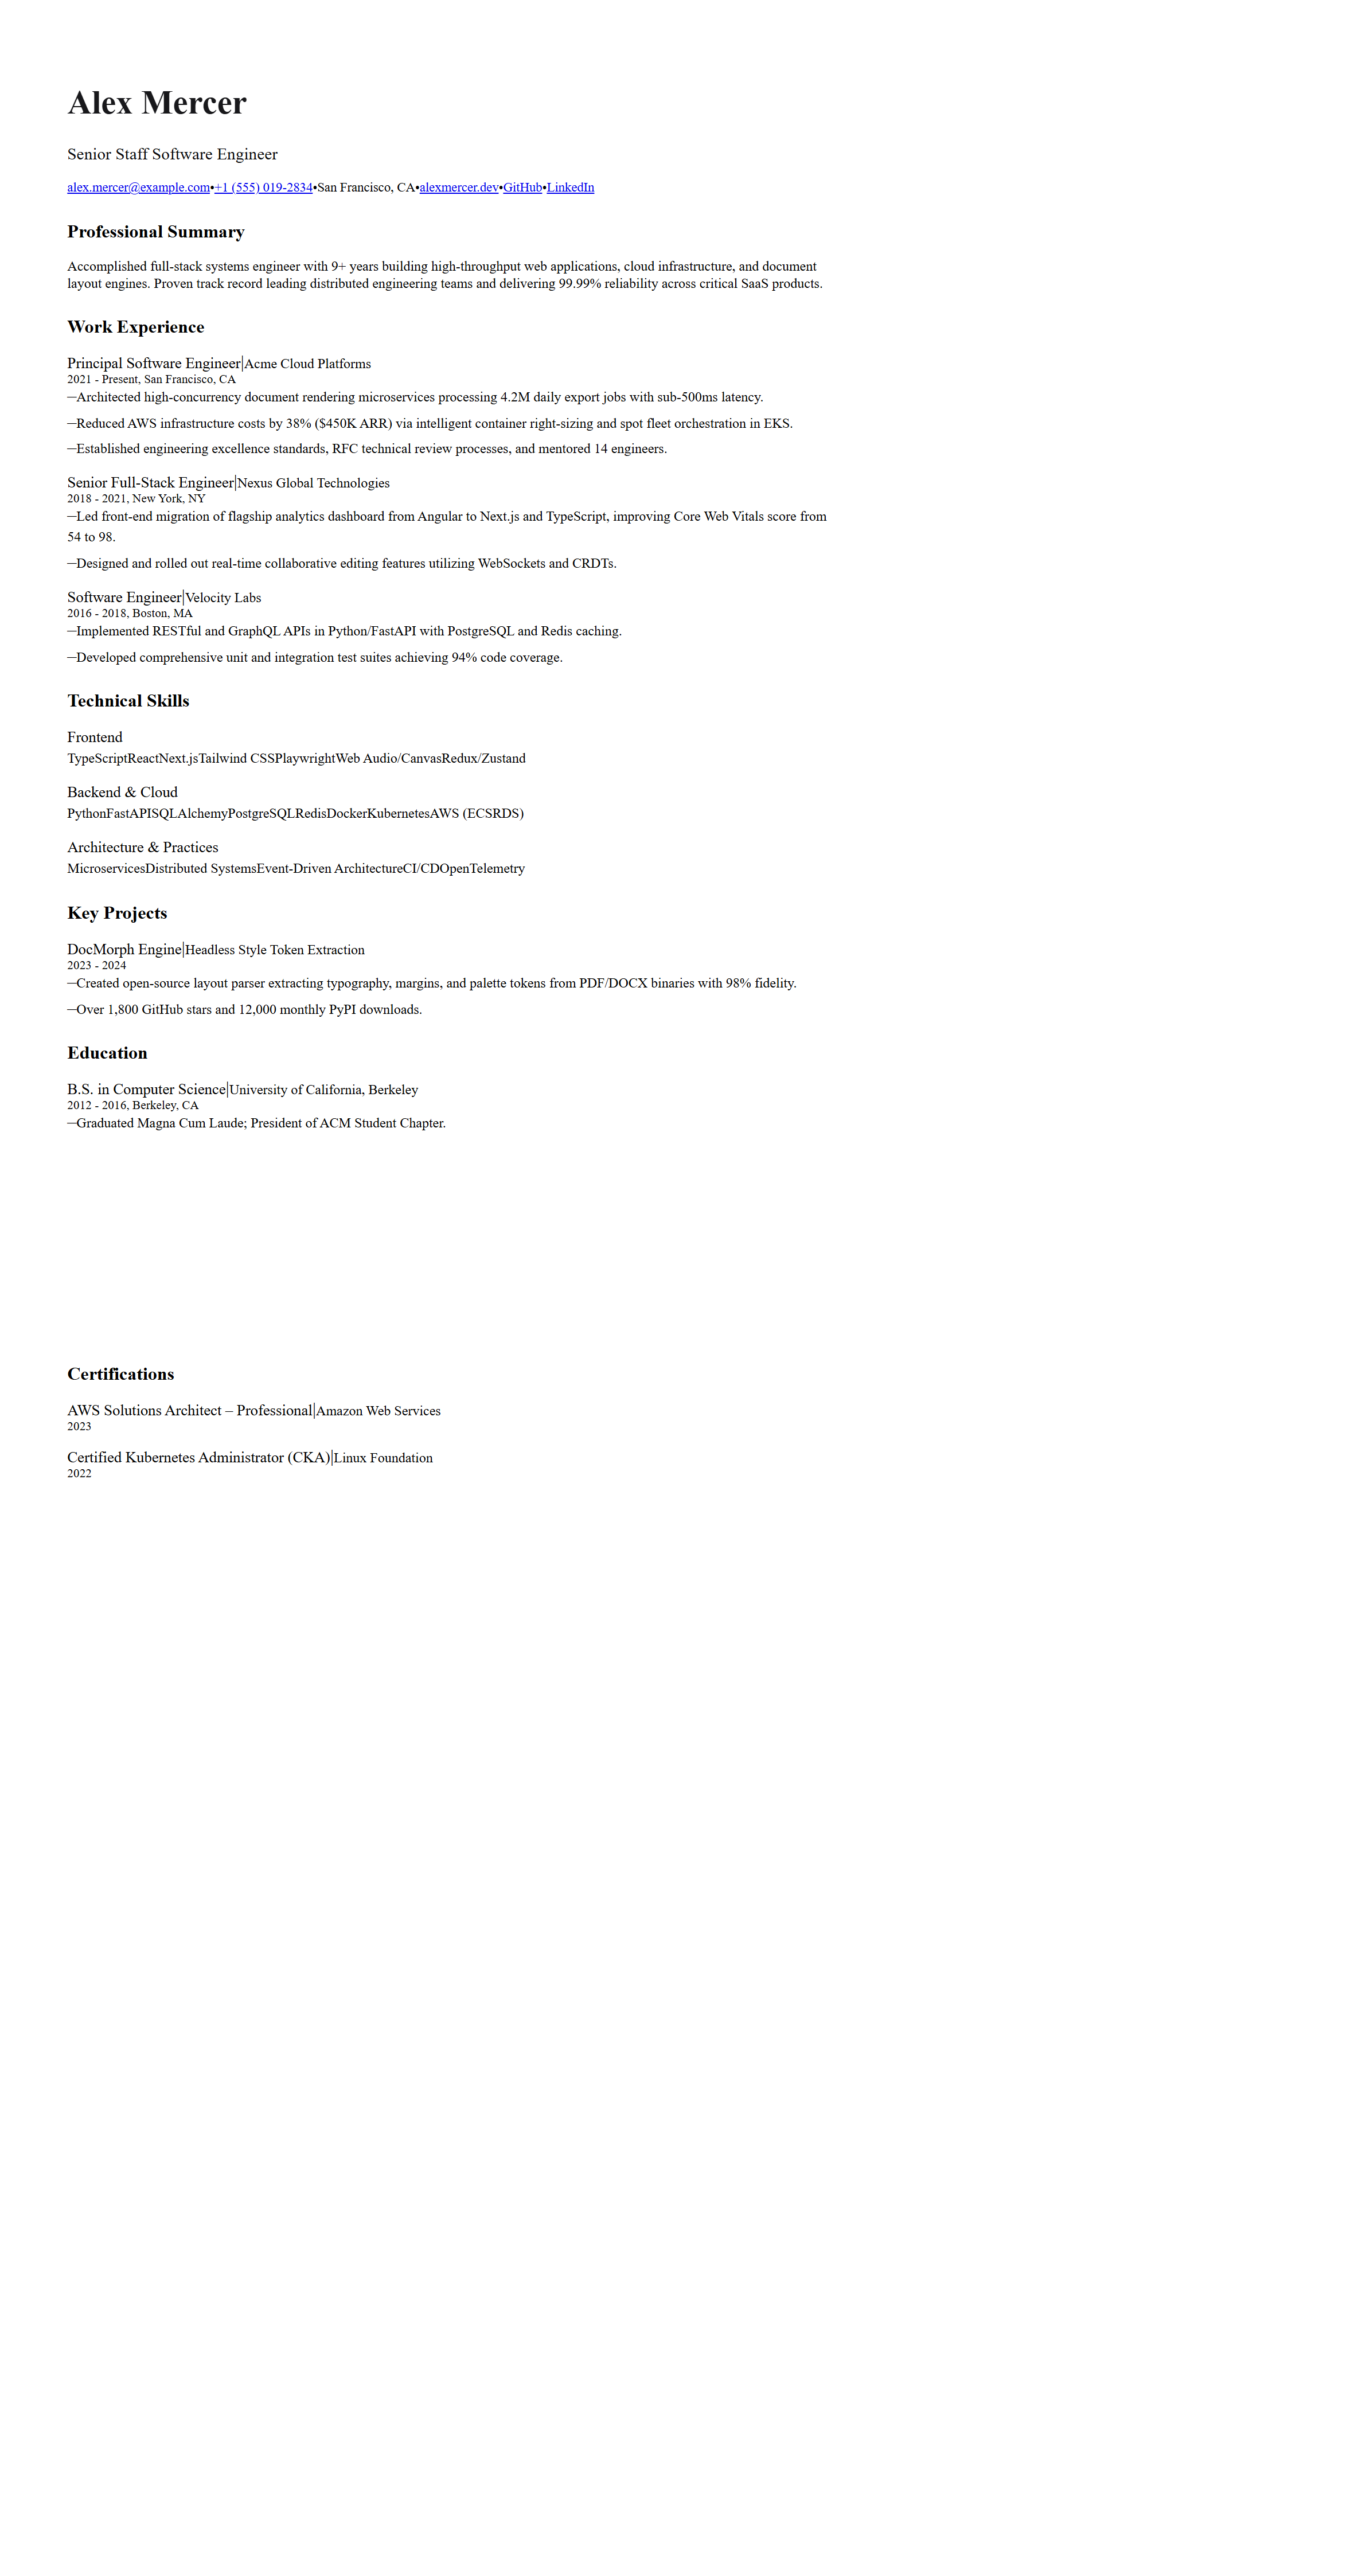 Alex Mercer
Senior Staff Software Engineer
alex.mercer@example.com•+1 (555) 019-2834•San Francisco, CA•alexmercer.dev•GitHub•LinkedIn
Professional Summary
Accomplished full-stack systems engineer with 9+ years building high-throughput web applications, cloud infrastructure, and document
layout engines. Proven track record leading distributed engineering teams and delivering 99.99% reliability across critical SaaS products.
Work Experience
Principal Software Engineer|Acme Cloud Platforms
2021 - Present, San Francisco, CA
—Architected high-concurrency document rendering microservices processing 4.2M daily export jobs with sub-500ms latency.
—Reduced AWS infrastructure costs by 38% ($450K ARR) via intelligent container right-sizing and spot fleet orchestration in EKS.
—Established engineering excellence standards, RFC technical review processes, and mentored 14 engineers.
Senior Full-Stack Engineer|Nexus Global Technologies
2018 - 2021, New York, NY
—Led front-end migration of flagship analytics dashboard from Angular to Next.js and TypeScript, improving Core Web Vitals score from
54 to 98.
—Designed and rolled out real-time collaborative editing features utilizing WebSockets and CRDTs.
Software Engineer|Velocity Labs
2016 - 2018, Boston, MA
—Implemented RESTful and GraphQL APIs in Python/FastAPI with PostgreSQL and Redis caching.
—Developed comprehensive unit and integration test suites achieving 94% code coverage.
Technical Skills
Frontend
TypeScriptReactNext.jsTailwind CSSPlaywrightWeb Audio/CanvasRedux/Zustand
Backend & Cloud
PythonFastAPISQLAlchemyPostgreSQLRedisDockerKubernetesAWS (ECSRDS)
Architecture & Practices
MicroservicesDistributed SystemsEvent-Driven ArchitectureCI/CDOpenTelemetry
Key Projects
DocMorph Engine|Headless Style Token Extraction
2023 - 2024
—Created open-source layout parser extracting typography, margins, and palette tokens from PDF/DOCX binaries with 98% fidelity.
—Over 1,800 GitHub stars and 12,000 monthly PyPI downloads.
Education
B.S. in Computer Science|University of California, Berkeley
2012 - 2016, Berkeley, CA
—Graduated Magna Cum Laude; President of ACM Student Chapter.
Certifications
AWS Solutions Architect – Professional|Amazon Web Services
2023
Certified Kubernetes Administrator (CKA)|Linux Foundation
2022